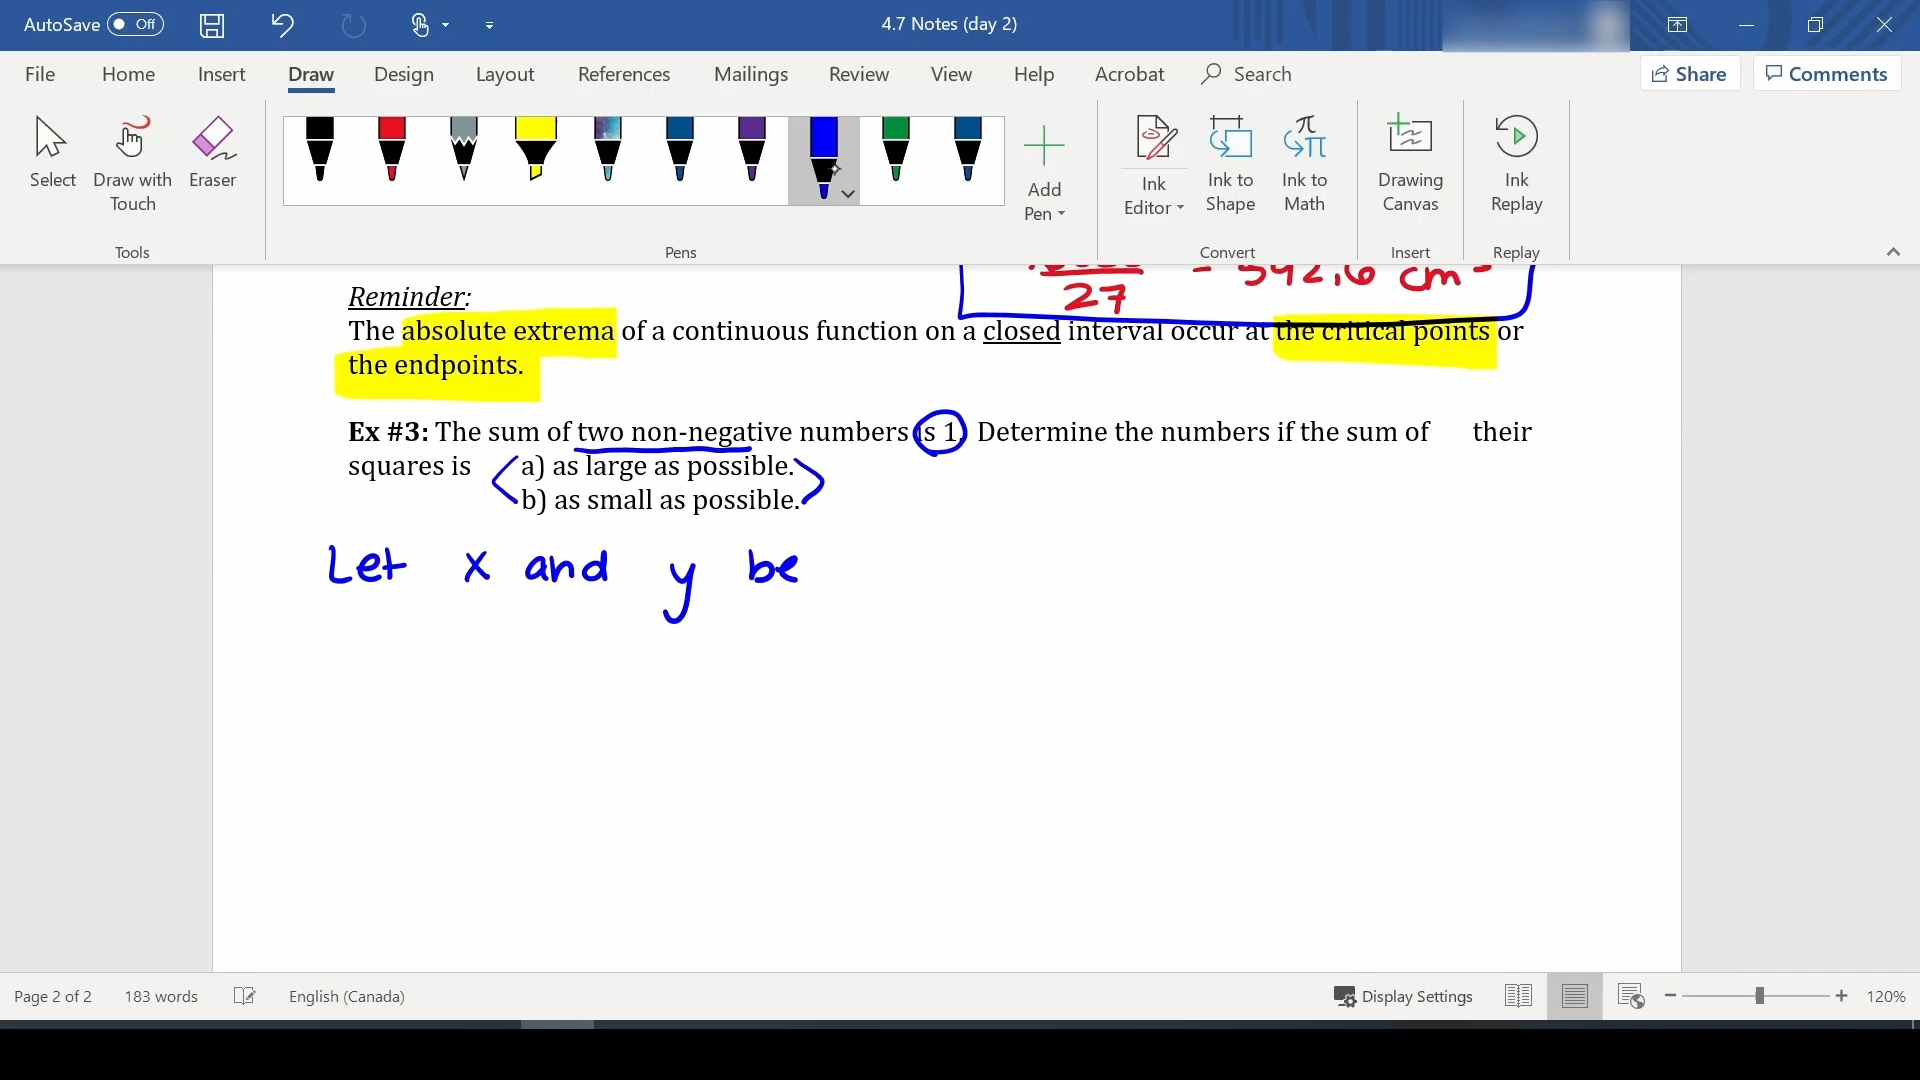 AutoSave Off 4.7 Notes (day 2)
File Home Insert Draw Design Layout References Mailings Review View Help Acrobat Search Share Comments
Select Draw with Touch Eraser Add Pen Ink Editor Ink to Shape Ink to Math Drawing Canvas Ink Replay
Tools Pens Convert Insert Replay
27 = 592.6 cm
Reminder:
The absolute extrema of a continuous function on a closed interval occur at the critical points or
the endpoints.
Ex #3: The sum of two non-negative numbers is 1. Determine the numbers if the sum of their
squares is a) as large as possible.
b) as small as possible.
Let x and y be
Page 2 of 2 183 words English (Canada) Display Settings 120%